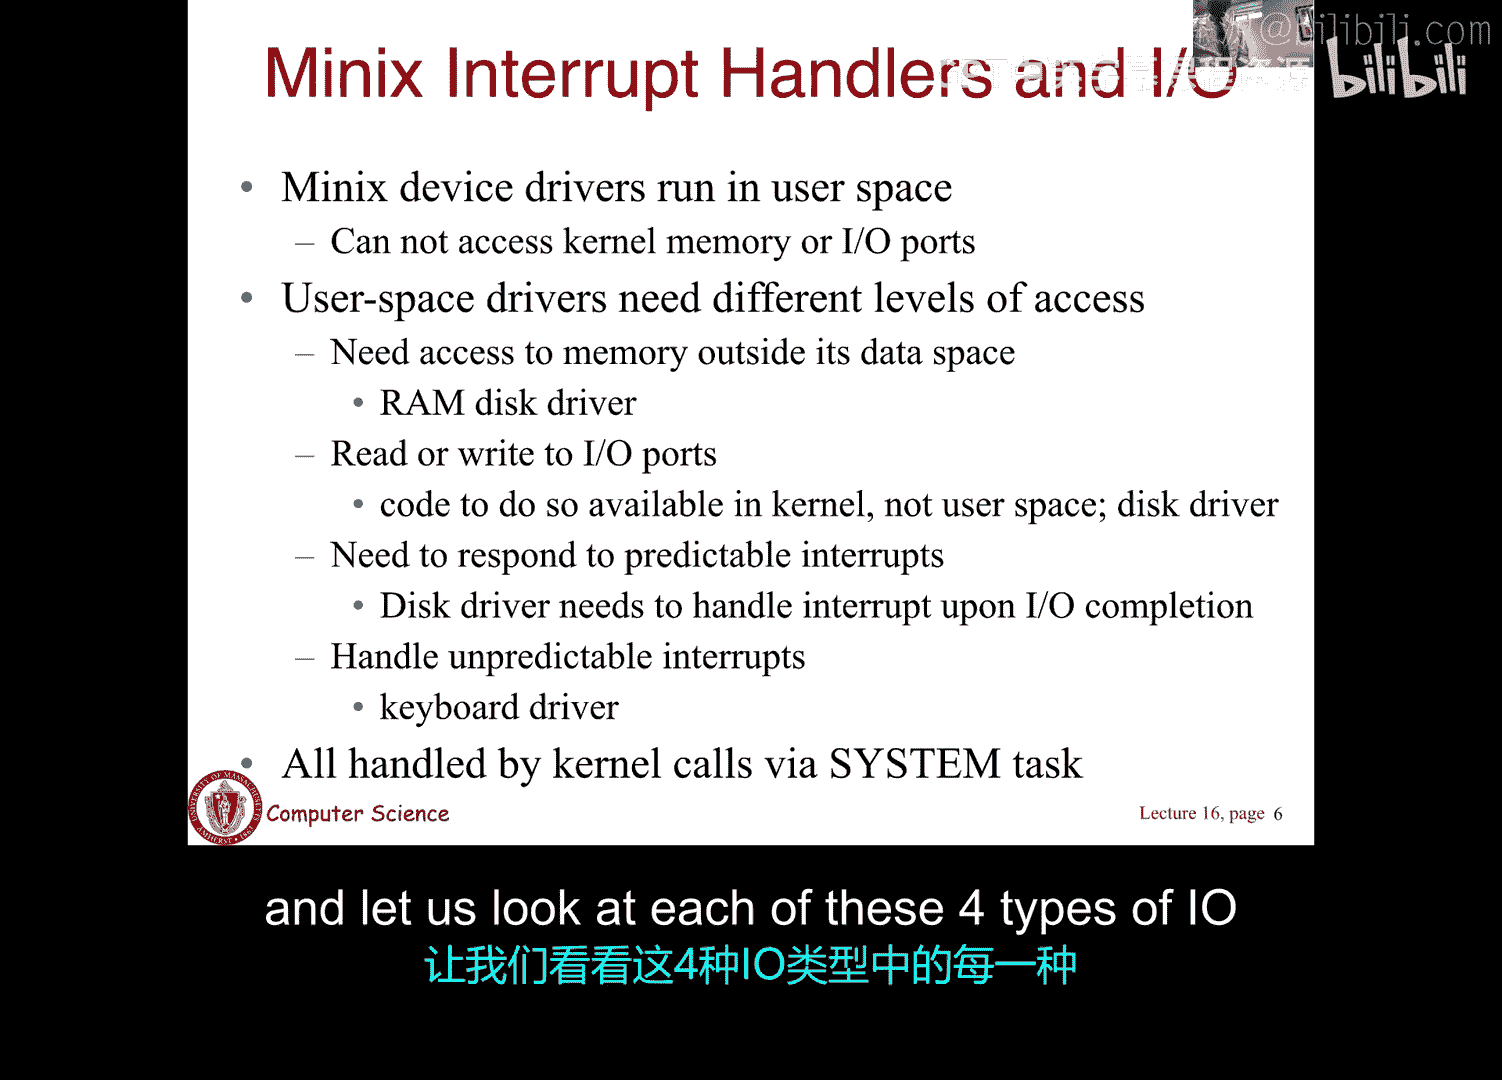 @bilibili.com
bilibili
Minix Interrupt Handlers and I/O
• Minix device drivers run in user space
– Can not access kernel memory or I/O ports
• User-space drivers need different levels of access
– Need access to memory outside its data space
• RAM disk driver
– Read or write to I/O ports
• code to do so available in kernel, not user space; disk driver
– Need to respond to predictable interrupts
• Disk driver needs to handle interrupt upon I/O completion
– Handle unpredictable interrupts
• keyboard driver
• All handled by kernel calls via SYSTEM task
Computer Science
Lecture 16, page 6
and let us look at each of these 4 types of IO
让我们看看这4种IO类型中的每一种